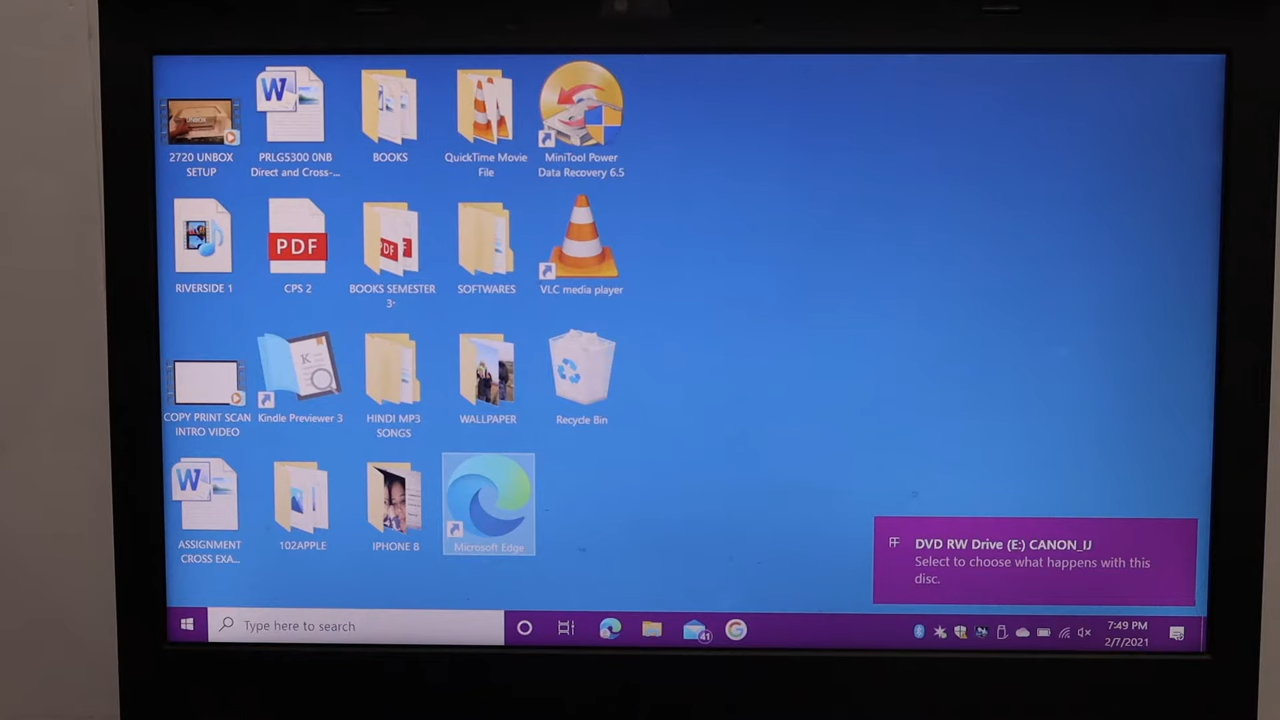 2720 UNBOX
SETUP
PRLG5300 0NB
Direct and Cross-...
BOOKS
QuickTime Movie
File
MiniTool Power
Data Recovery 6.5
RIVERSIDE 1
PDF
CPS 2
BOOKS SEMESTER
3-
SOFTWARES
VLC media player
COPY PRINT SCAN
INTRO VIDEO
Kindle Previewer 3
HINDI MP3
SONGS
WALLPAPER
Recycle Bin
ASSIGNMENT
CROSS EXA...
102APPLE
IPHONE B
Microsoft Edge
DVD RW Drive (E:) CANON_IJ
Select to choose what happens with this
disc.
Type here to search
41
7:49 PM
2/7/2021